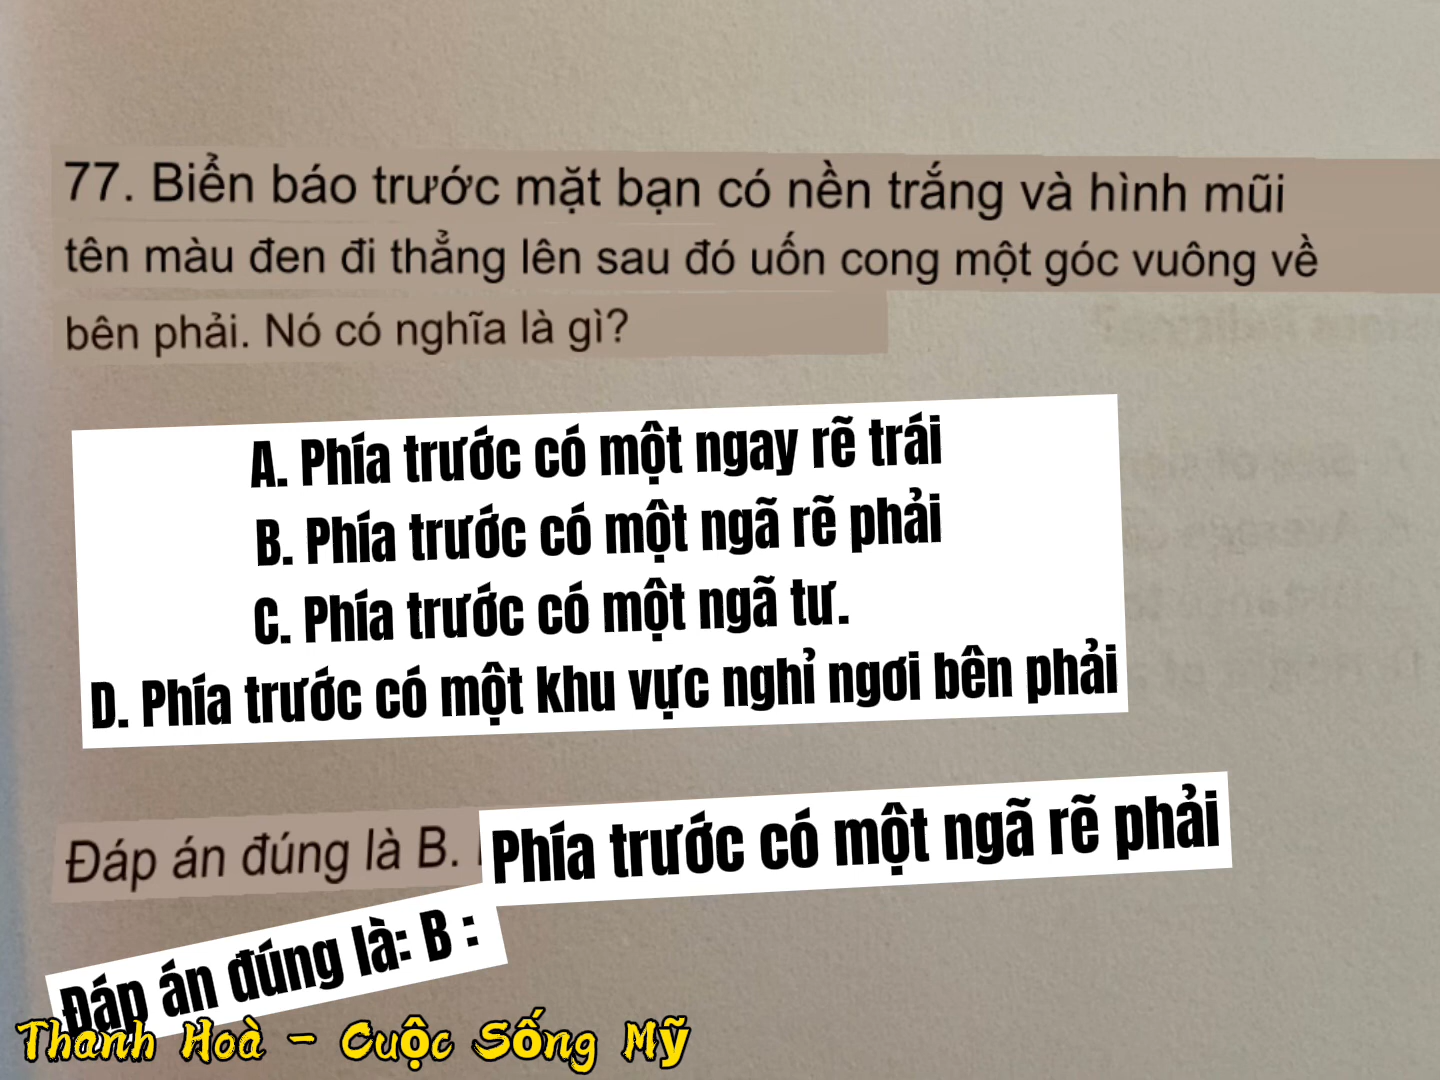 77. Biển báo trước mặt bạn có nền trắng và hình mũi
tên màu đen đi thẳng lên sau đó uốn cong một góc vuông về
bên phải. Nó có nghĩa là gì?
A. Phía trước có một ngay rẽ trái
B. Phía trước có một ngã rẽ phải
C. Phía trước có một ngã tư.
D. Phía trước có một khu vực nghỉ ngơi bên phải
Đáp án đúng là B. Phía trước có một ngã rẽ phải
Đáp án đúng là: B :
Thanh Hoà - Cuộc Sống Mỹ